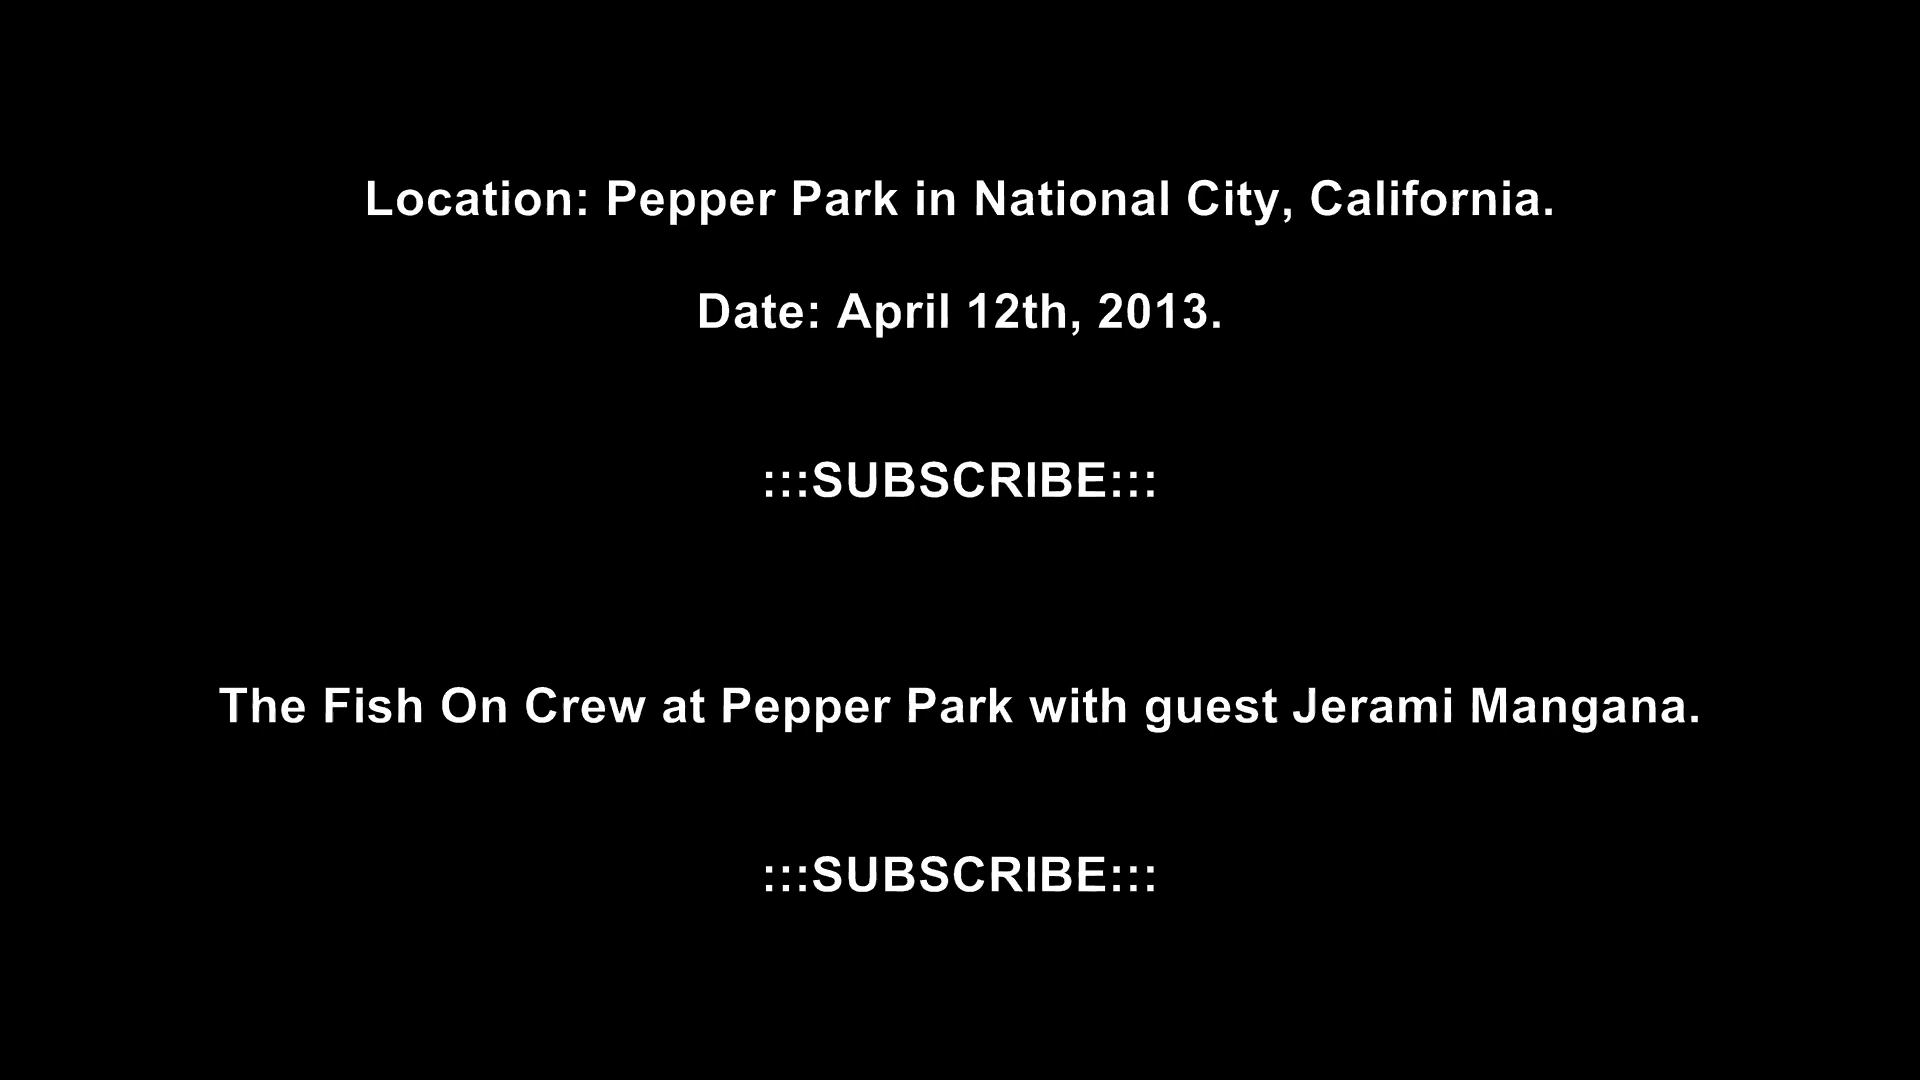 Location: Pepper Park in National City, California.
Date: April 12th, 2013.
:::SUBSCRIBE:::
The Fish On Crew at Pepper Park with guest Jerami Mangana.
:::SUBSCRIBE:::